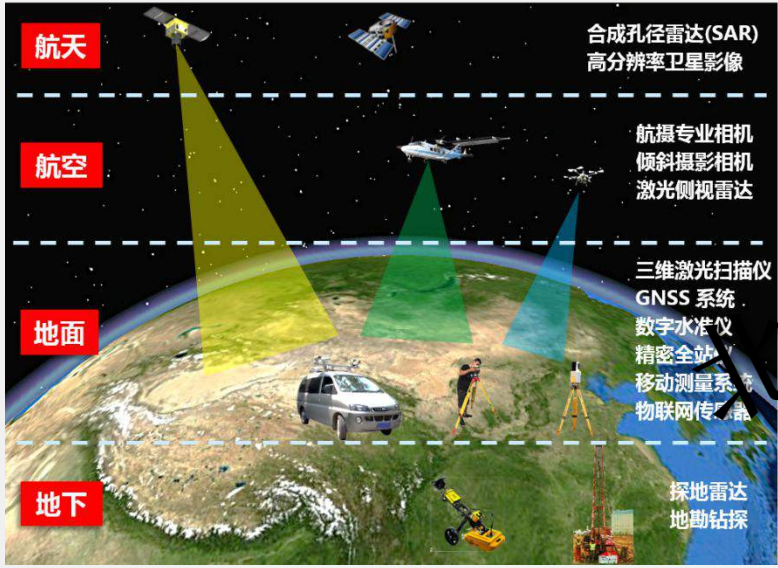 航天
合成孔径雷达(SAR)
高分辨率卫星影像
航空
航摄专业相机
倾斜摄影相机
激光侧视雷达
地面
三维激光扫描仪
GNSS 系统
数字水准仪
精密全站仪
移动测量系统
物联网传感器
地下
探地雷达
地勘钻探